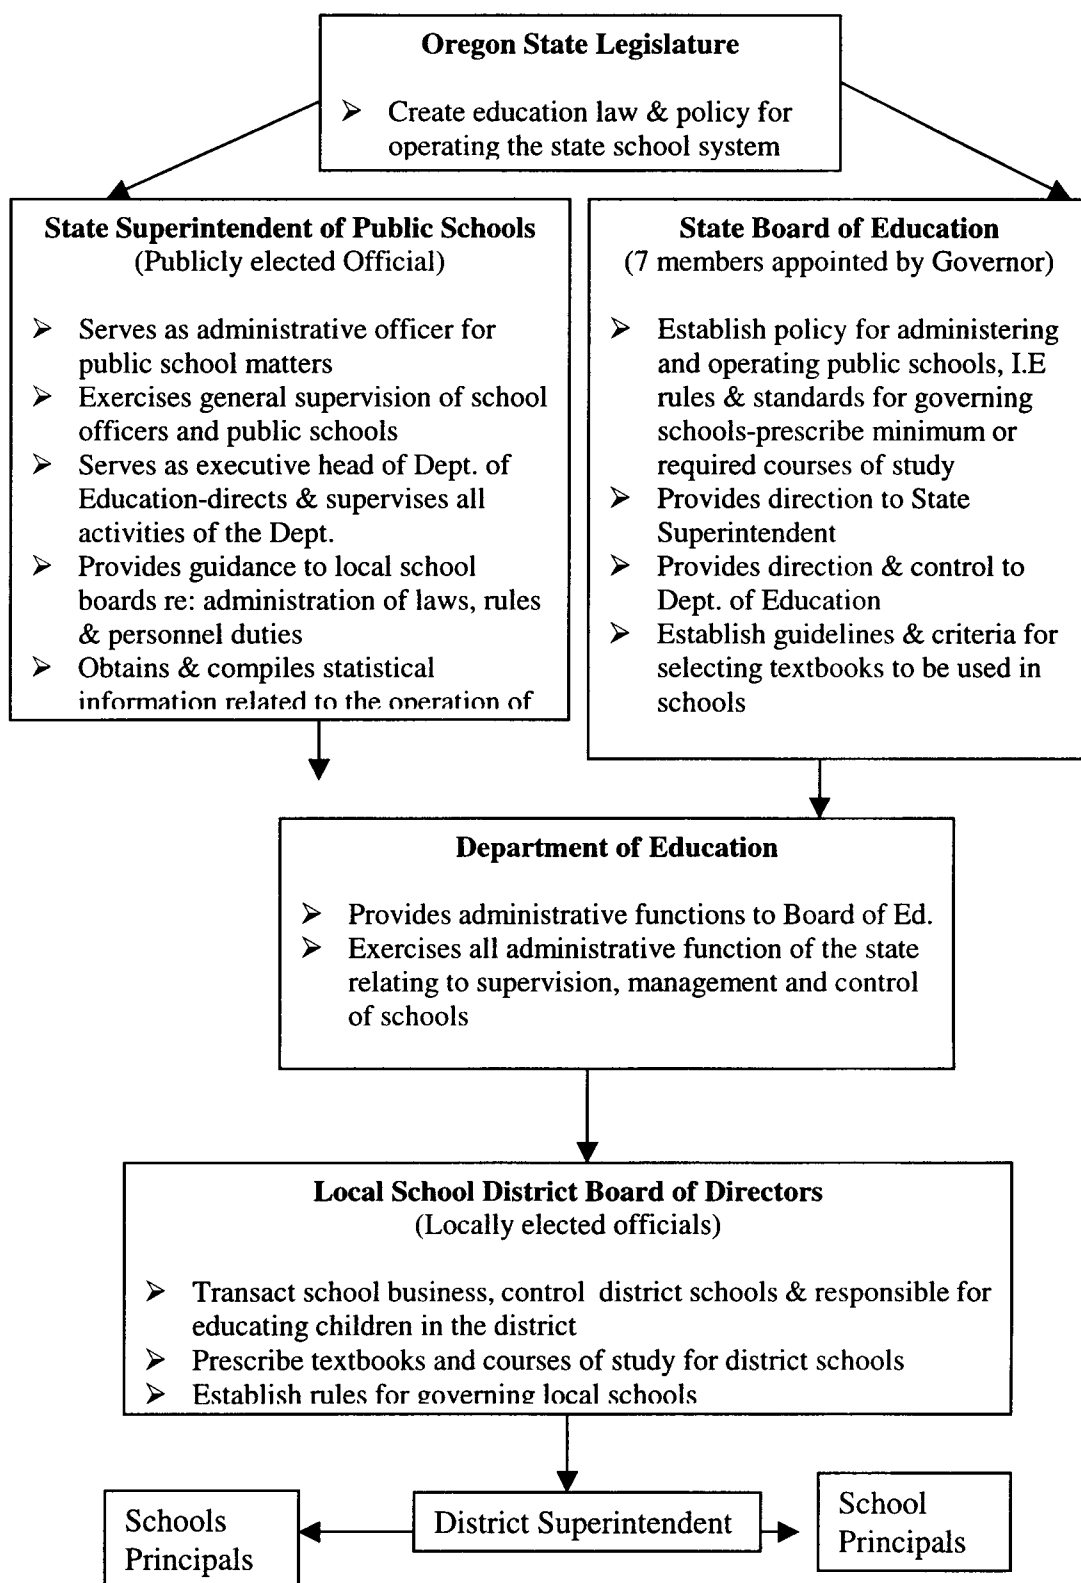 Oregon State Legislature
➢ Create education law & policy for
operating the state school system
State Superintendent of Public Schools
(Publicly elected Official)
➢ Serves as administrative officer for
public school matters
➢ Exercises general supervision of school
officers and public schools
➢ Serves as executive head of Dept. of
Education-directs & supervises all
activities of the Dept.
➢ Provides guidance to local school
boards re: administration of laws, rules
& personnel duties
➢ Obtains & compiles statistical
information related to the operation of
State Board of Education
(7 members appointed by Governor)
➢ Establish policy for administering
and operating public schools, I.E
rules & standards for governing
schools-prescribe minimum or
required courses of study
➢ Provides direction to State
Superintendent
➢ Provides direction & control to
Dept. of Education
➢ Establish guidelines & criteria for
selecting textbooks to be used in
schools
Department of Education
➢ Provides administrative functions to Board of Ed.
➢ Exercises all administrative function of the state
relating to supervision, management and control
of schools
Local School District Board of Directors
(Locally elected officials)
➢ Transact school business, control district schools & responsible for
educating children in the district
➢ Prescribe textbooks and courses of study for district schools
➢ Establish rules for governing local schools
Schools
Principals
District Superintendent
School
Principals